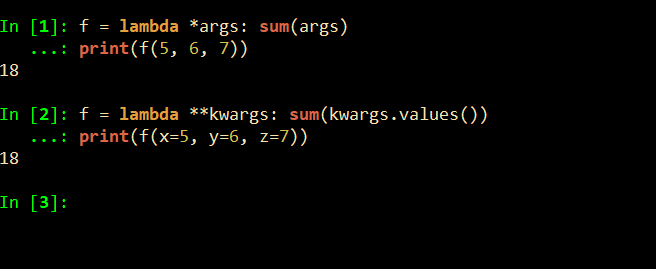 In [1]: f = lambda *args: sum(args)
   ...: print(f(5, 6, 7))
18
In [2]: f = lambda **kwargs: sum(kwargs.values())
   ...: print(f(x=5, y=6, z=7))
18
In [3]: